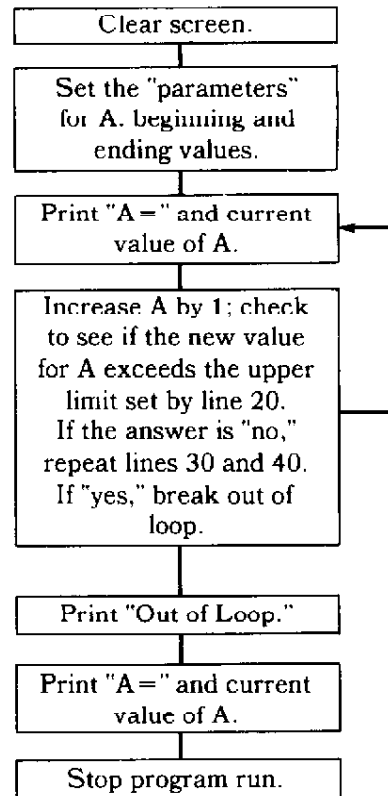 Clear screen.
Set the "parameters"
for A. beginning and
ending values.
Print "A=" and current
value of A.
Increase A by 1; check
to see if the new value
for A exceeds the upper
limit set by line 20.
If the answer is "no,"
repeat lines 30 and 40.
If "yes," break out of
loop.
Print "Out of Loop."
Print "A=" and current
value of A.
Stop program run.